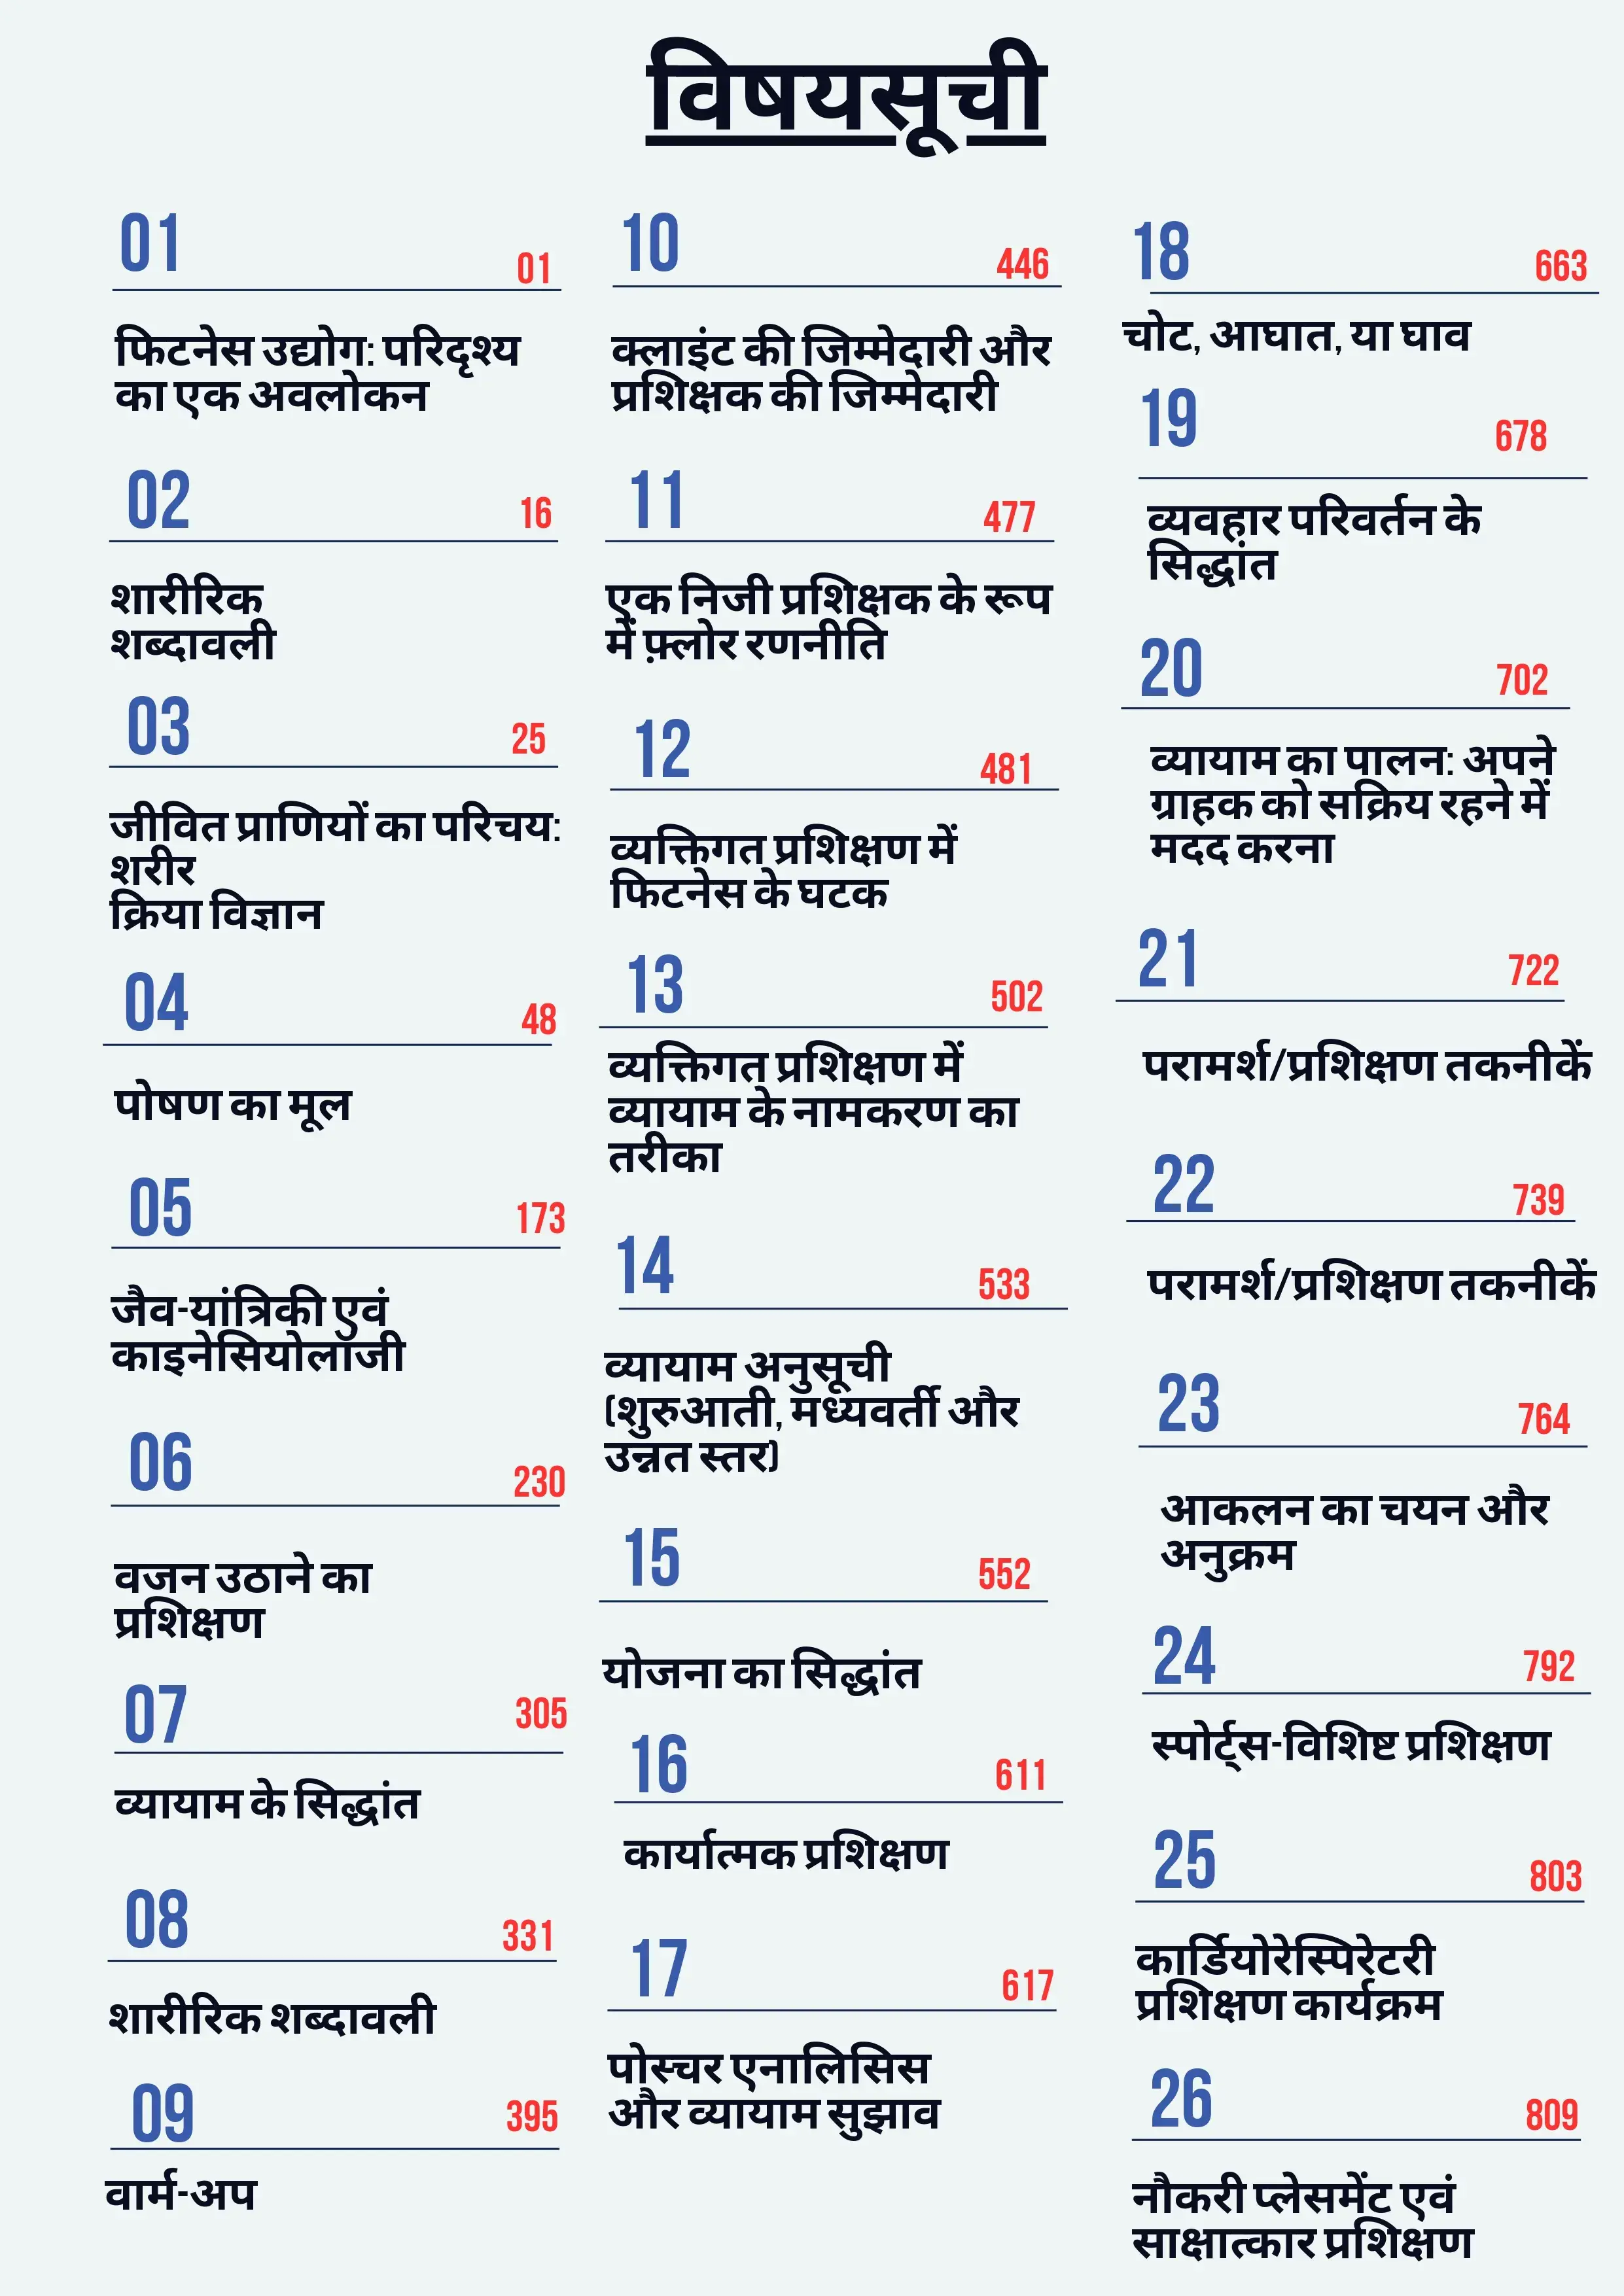 विषयसूची
01
01
फिटनेस उद्योग: परिदृश्य
का एक अवलोकन
02
16
शारीरिक
शब्दावली
03
25
जीवित प्राणियों का परिचय:
शरीर
क्रिया विज्ञान
04
48
पोषण का मूल
05
173
जैव-यांत्रिकी एवं
काइनेसियोलॉजी
06
230
वजन उठाने का
प्रशिक्षण
07
305
व्यायाम के सिद्धांत
08
331
शारीरिक शब्दावली
09
395
वार्म-अप
10
446
क्लाइंट की जिम्मेदारी और
प्रशिक्षक की जिम्मेदारी
11
477
एक निजी प्रशिक्षक के रूप
में फ़्लोर रणनीति
12
481
व्यक्तिगत प्रशिक्षण में
फिटनेस के घटक
13
502
व्यक्तिगत प्रशिक्षण में
व्यायाम के नामकरण का
तरीका
14
533
व्यायाम अनुसूची
(शुरुआती, मध्यवर्ती और
उन्नत स्तर)
15
552
योजना का सिद्धांत
16
611
कार्यात्मक प्रशिक्षण
17
617
पोस्चर एनालिसिस
और व्यायाम सुझाव
18
663
चोट, आघात, या घाव
19
678
व्यवहार परिवर्तन के
सिद्धांत
20
702
व्यायाम का पालन: अपने
ग्राहक को सक्रिय रहने में
मदद करना
21
722
परामर्श/प्रशिक्षण तकनीकें
22
739
परामर्श/प्रशिक्षण तकनीकें
23
764
आकलन का चयन और
अनुक्रम
24
792
स्पोर्ट्स-विशिष्ट प्रशिक्षण
25
803
कार्डियोरेस्पिरेटरी
प्रशिक्षण कार्यक्रम
26
809
नौकरी प्लेसमेंट एवं
साक्षात्कार प्रशिक्षण